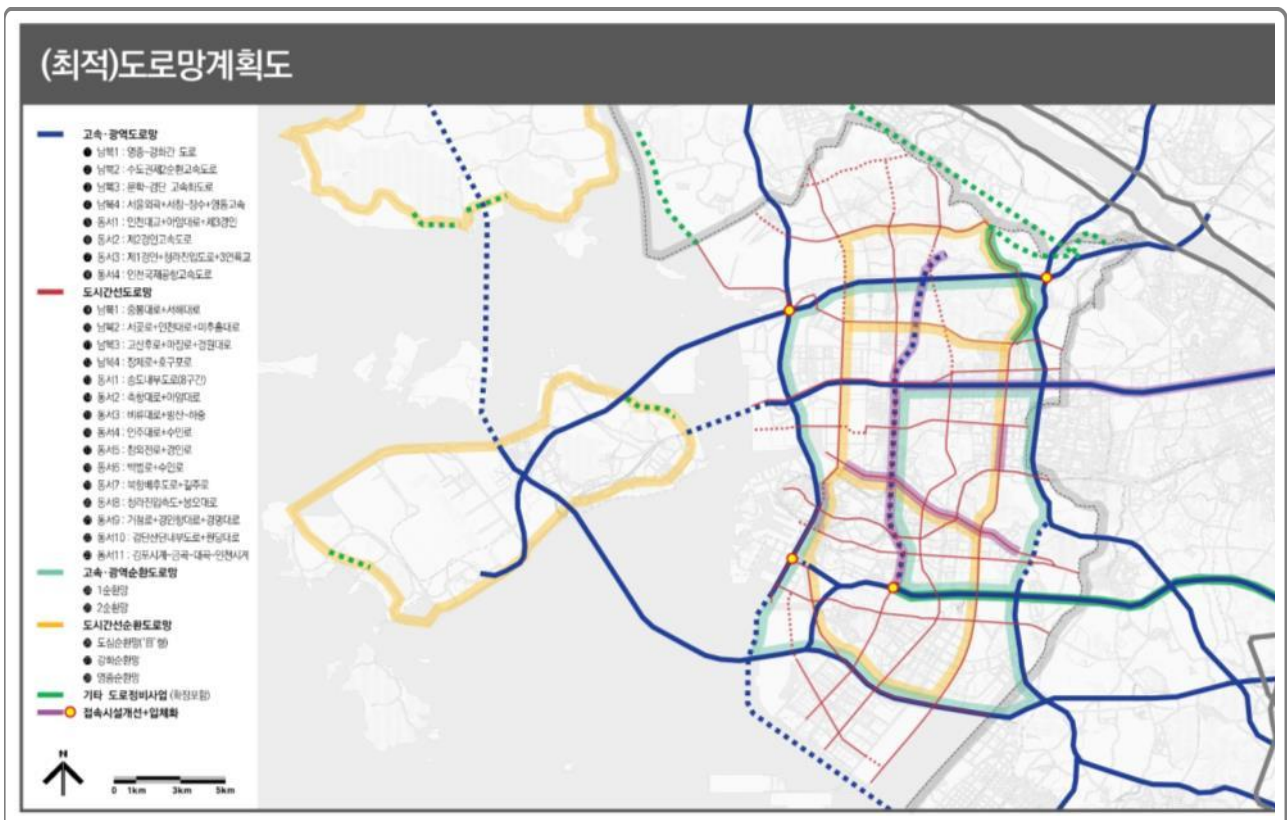 (최적)도로망계획도
고속·광역도로망
남북1 : 영종~강화간 도로
남북2 : 수도권제2순환고속도로
남북3 : 문학~검단 고속화도로
남북4 : 서울외곽+서창~장수+영동고속
동서1 : 인천대교+아암대로+제3경인
동서2 : 제2경인고속도로
동서3 : 제1경인+청라진입도로+3연륙교
동서4 : 인천국제공항고속도로
도시간선도로망
남북1 : 중봉대로+서해대로
남북2 : 서곶로+인천대로+미추홀대로
남북3 : 고산후로+마장로+경원대로
남북4 : 장제로+호구포로
동서1 : 송도내부도로(8구간)
동서2 : 축항대로+아암대로
동서3 : 비류대로+방산~하중
동서4 : 인주대로+수인로
동서5 : 참외전로+경인로
동서6 : 백범로+수인로
동서7 : 북항배후도로+길주로
동서8 : 청라진입속도+봉오대로
동서9 : 거첨로+경인항대로+경명대로
동서10 : 검단산단내부도로+원당대로
동서11 : 김포시계~금곡~대곡~인천시계
고속·광역순환도로망
1순환망
2순환망
도시간선순환도로망
도심순환망("日"형)
강화순환망
영종순환망
기타 도로정비사업 (확정포함)
접속시설개선+입체화
N
0 1km 3km 5km